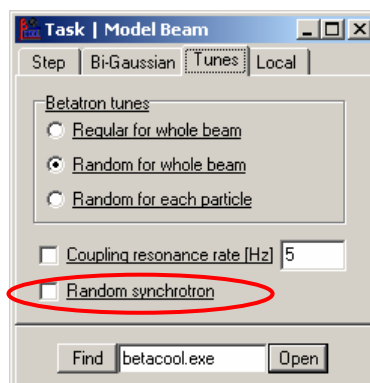 Task | Model Beam
Step Bi-Gaussian Tunes Local
Betatron tunes
Regular for whole beam
Random for whole beam
Random for each particle
Coupling resonance rate [Hz] 5
Random synchrotron
Find betacool.exe Open